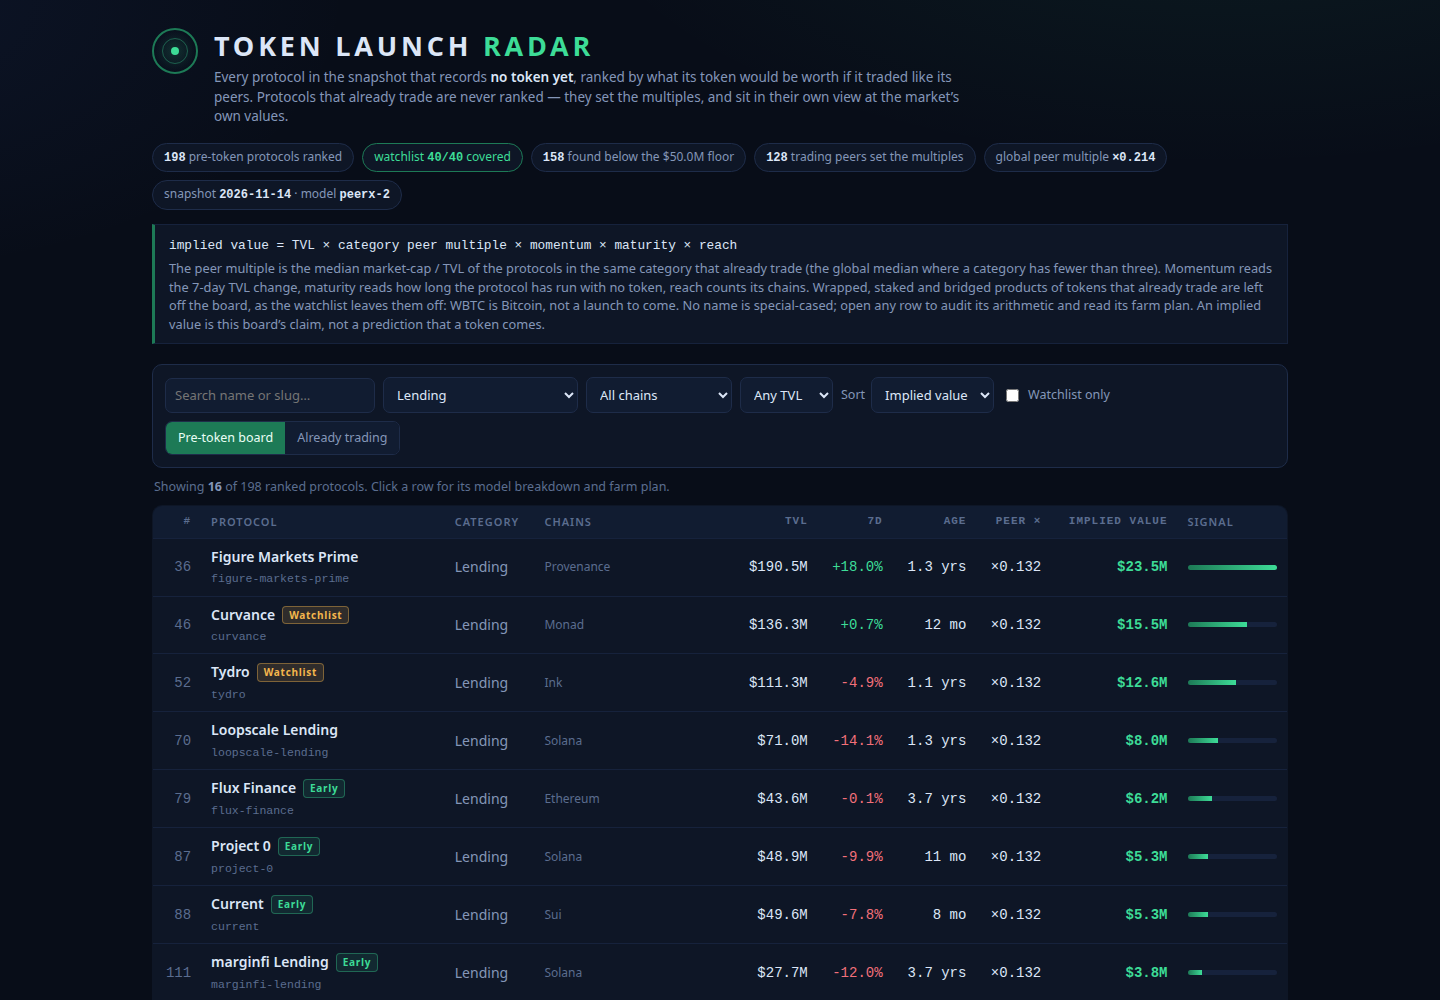 TOKEN LAUNCH RADAR
Every protocol in the snapshot that records no token yet, ranked by what its token would be worth if it traded like its
peers. Protocols that already trade are never ranked — they set the multiples, and sit in their own view at the market's
own values.
198 pre-token protocols ranked
watchlist 40/40 covered
158 found below the $50.0M floor
128 trading peers set the multiples
global peer multiple ×0.214
snapshot 2026-11-14 · model peerx-2
implied value = TVL × category peer multiple × momentum × maturity × reach
The peer multiple is the median market-cap / TVL of the protocols in the same category that already trade (the global median where a category has fewer than three). Momentum reads
the 7-day TVL change, maturity reads how long the protocol has run with no token, reach counts its chains. Wrapped, staked and bridged products of tokens that already trade are left
off the board, as the watchlist leaves them off: WBTC is Bitcoin, not a launch to come. No name is special-cased; open any row to audit its arithmetic and read its farm plan. An implied
value is this board's claim, not a prediction that a token comes.
Search name or slug... Lending All chains Any TVL Sort Implied value Watchlist only
Pre-token board Already trading
Showing 16 of 198 ranked protocols. Click a row for its model breakdown and farm plan.
# PROTOCOL CATEGORY CHAINS TVL 7D AGE PEER × IMPLIED VALUE SIGNAL
36 Figure Markets Prime Lending Provenance $190.5M +18.0% 1.3 yrs ×0.132 $23.5M
figure-markets-prime
46 Curvance Watchlist Lending Monad $136.3M +0.7% 12 mo ×0.132 $15.5M
curvance
52 Tydro Watchlist Lending Ink $111.3M -4.9% 1.1 yrs ×0.132 $12.6M
tydro
70 Loopscale Lending Lending Solana $71.0M -14.1% 1.3 yrs ×0.132 $8.0M
loopscale-lending
79 Flux Finance Early Lending Ethereum $43.6M -0.1% 3.7 yrs ×0.132 $6.2M
flux-finance
87 Project 0 Early Lending Solana $48.9M -9.9% 11 mo ×0.132 $5.3M
project-0
88 Current Early Lending Sui $49.6M -7.8% 8 mo ×0.132 $5.3M
current
111 marginfi Lending Early Lending Solana $27.7M -12.0% 3.7 yrs ×0.132 $3.8M
marginfi-lending